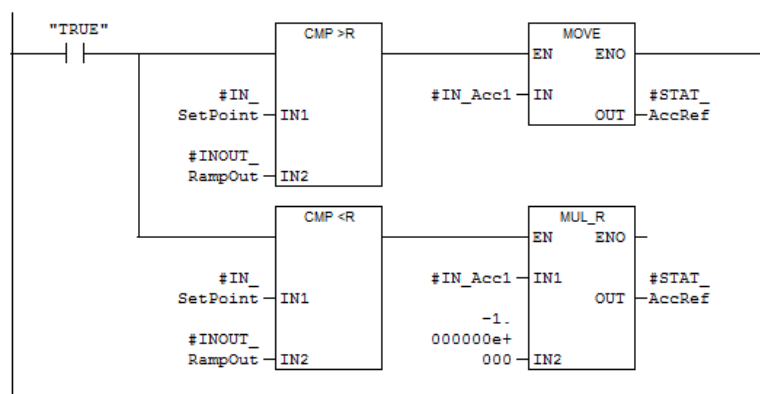 "TRUE"
CMP >R
MOVE
EN ENO
#IN_
SetPoint IN1
#IN_Acc1 IN
#STAT_
OUT AccRef
#INOUT_
RampOut IN2
CMP <R
MUL_R
EN ENO
#IN_
SetPoint IN1
#IN_Acc1 IN1
#STAT_
OUT AccRef
-1.
#INOUT_
000000e+
RampOut IN2
000 IN2